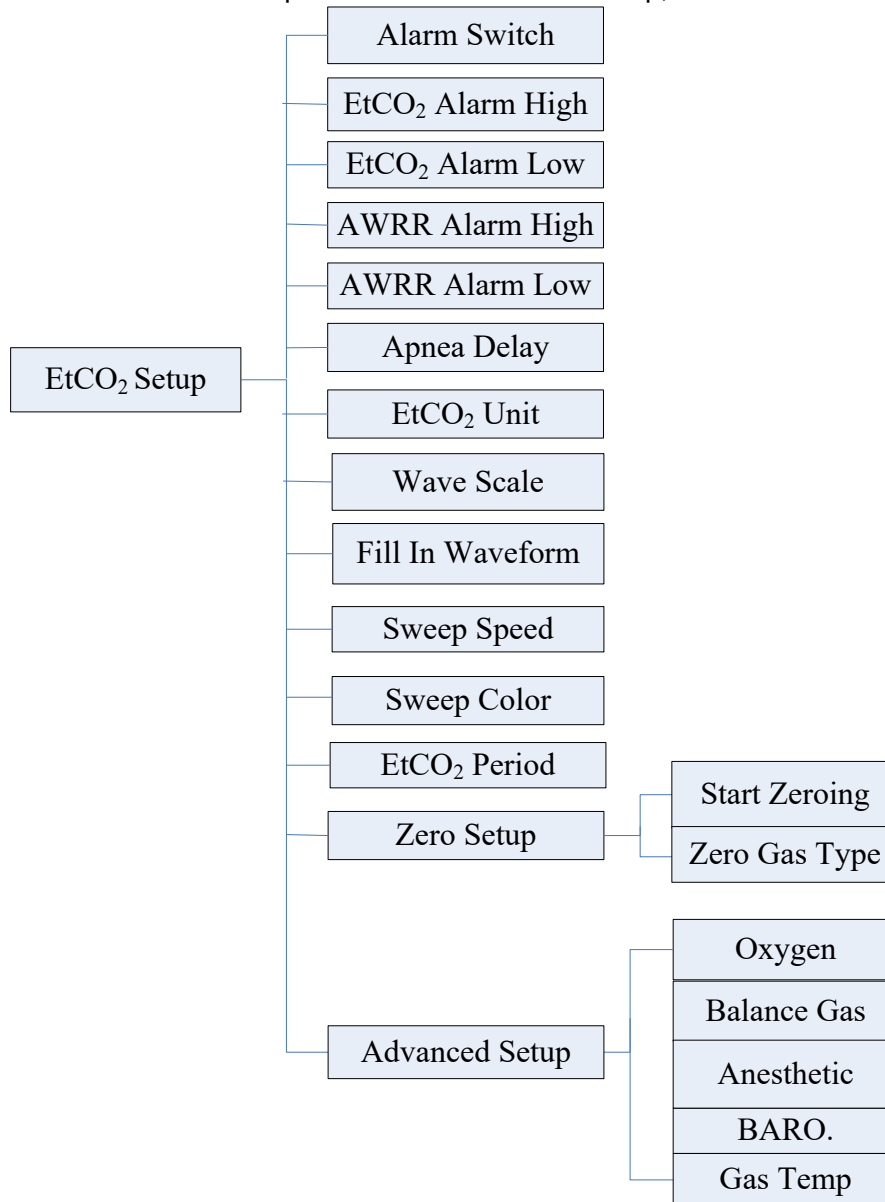 Alarm Switch
EtCO₂ Alarm High
EtCO₂ Alarm Low
AWRR Alarm High
AWRR Alarm Low
Apnea Delay
EtCO₂ Setup
EtCO₂ Unit
Wave Scale
Fill In Waveform
Sweep Speed
Sweep Color
EtCO₂ Period
Zero Setup
Start Zeroing
Zero Gas Type
Advanced Setup
Oxygen
Balance Gas
Anesthetic
BARO.
Gas Temp